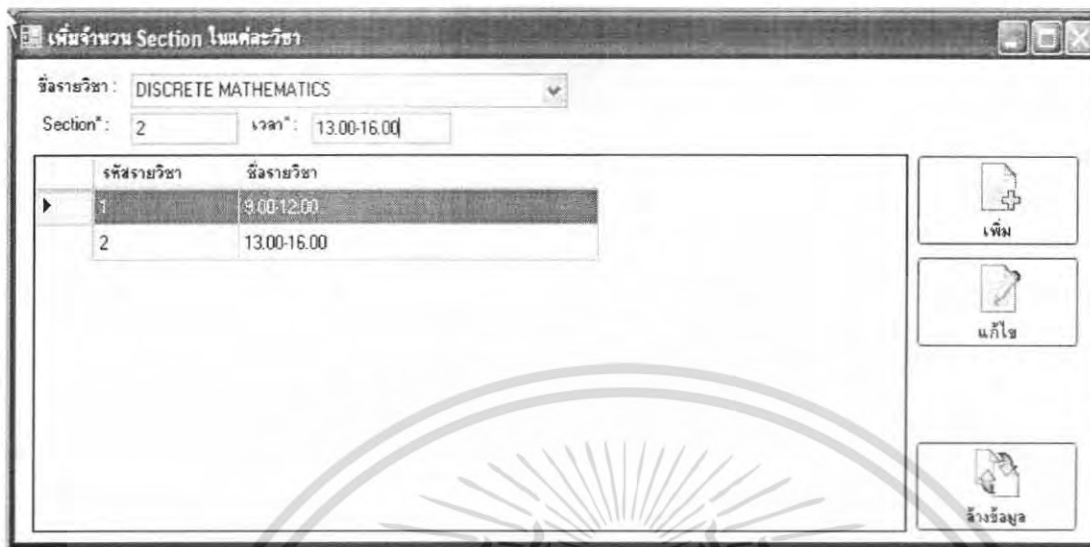 เพิ่มจำนวน Section ในแต่ละวิชา
ชื่อรายวิชา : DISCRETE MATHEMATICS
Section* : 2 เวลา* : 13.00-16.00
รหัสรายวิชา ชื่อรายวิชา
1 9.00-12.00
2 13.00-16.00
เพิ่ม
แก้ไข
ล้างข้อมูล